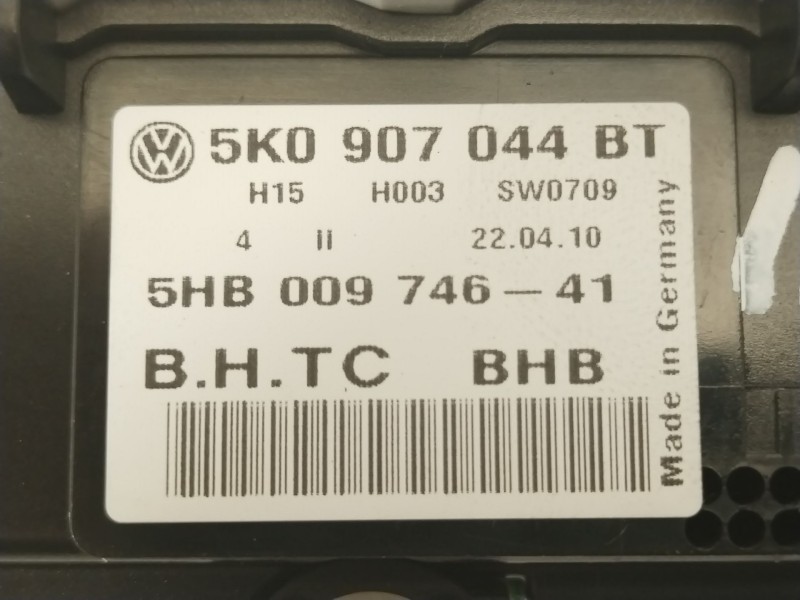 5K0 907 044 BT
H15 H003 SW0709
4 II 22.04.10
5HB 009 746-41
B.H.TC BHB
Made in Germany